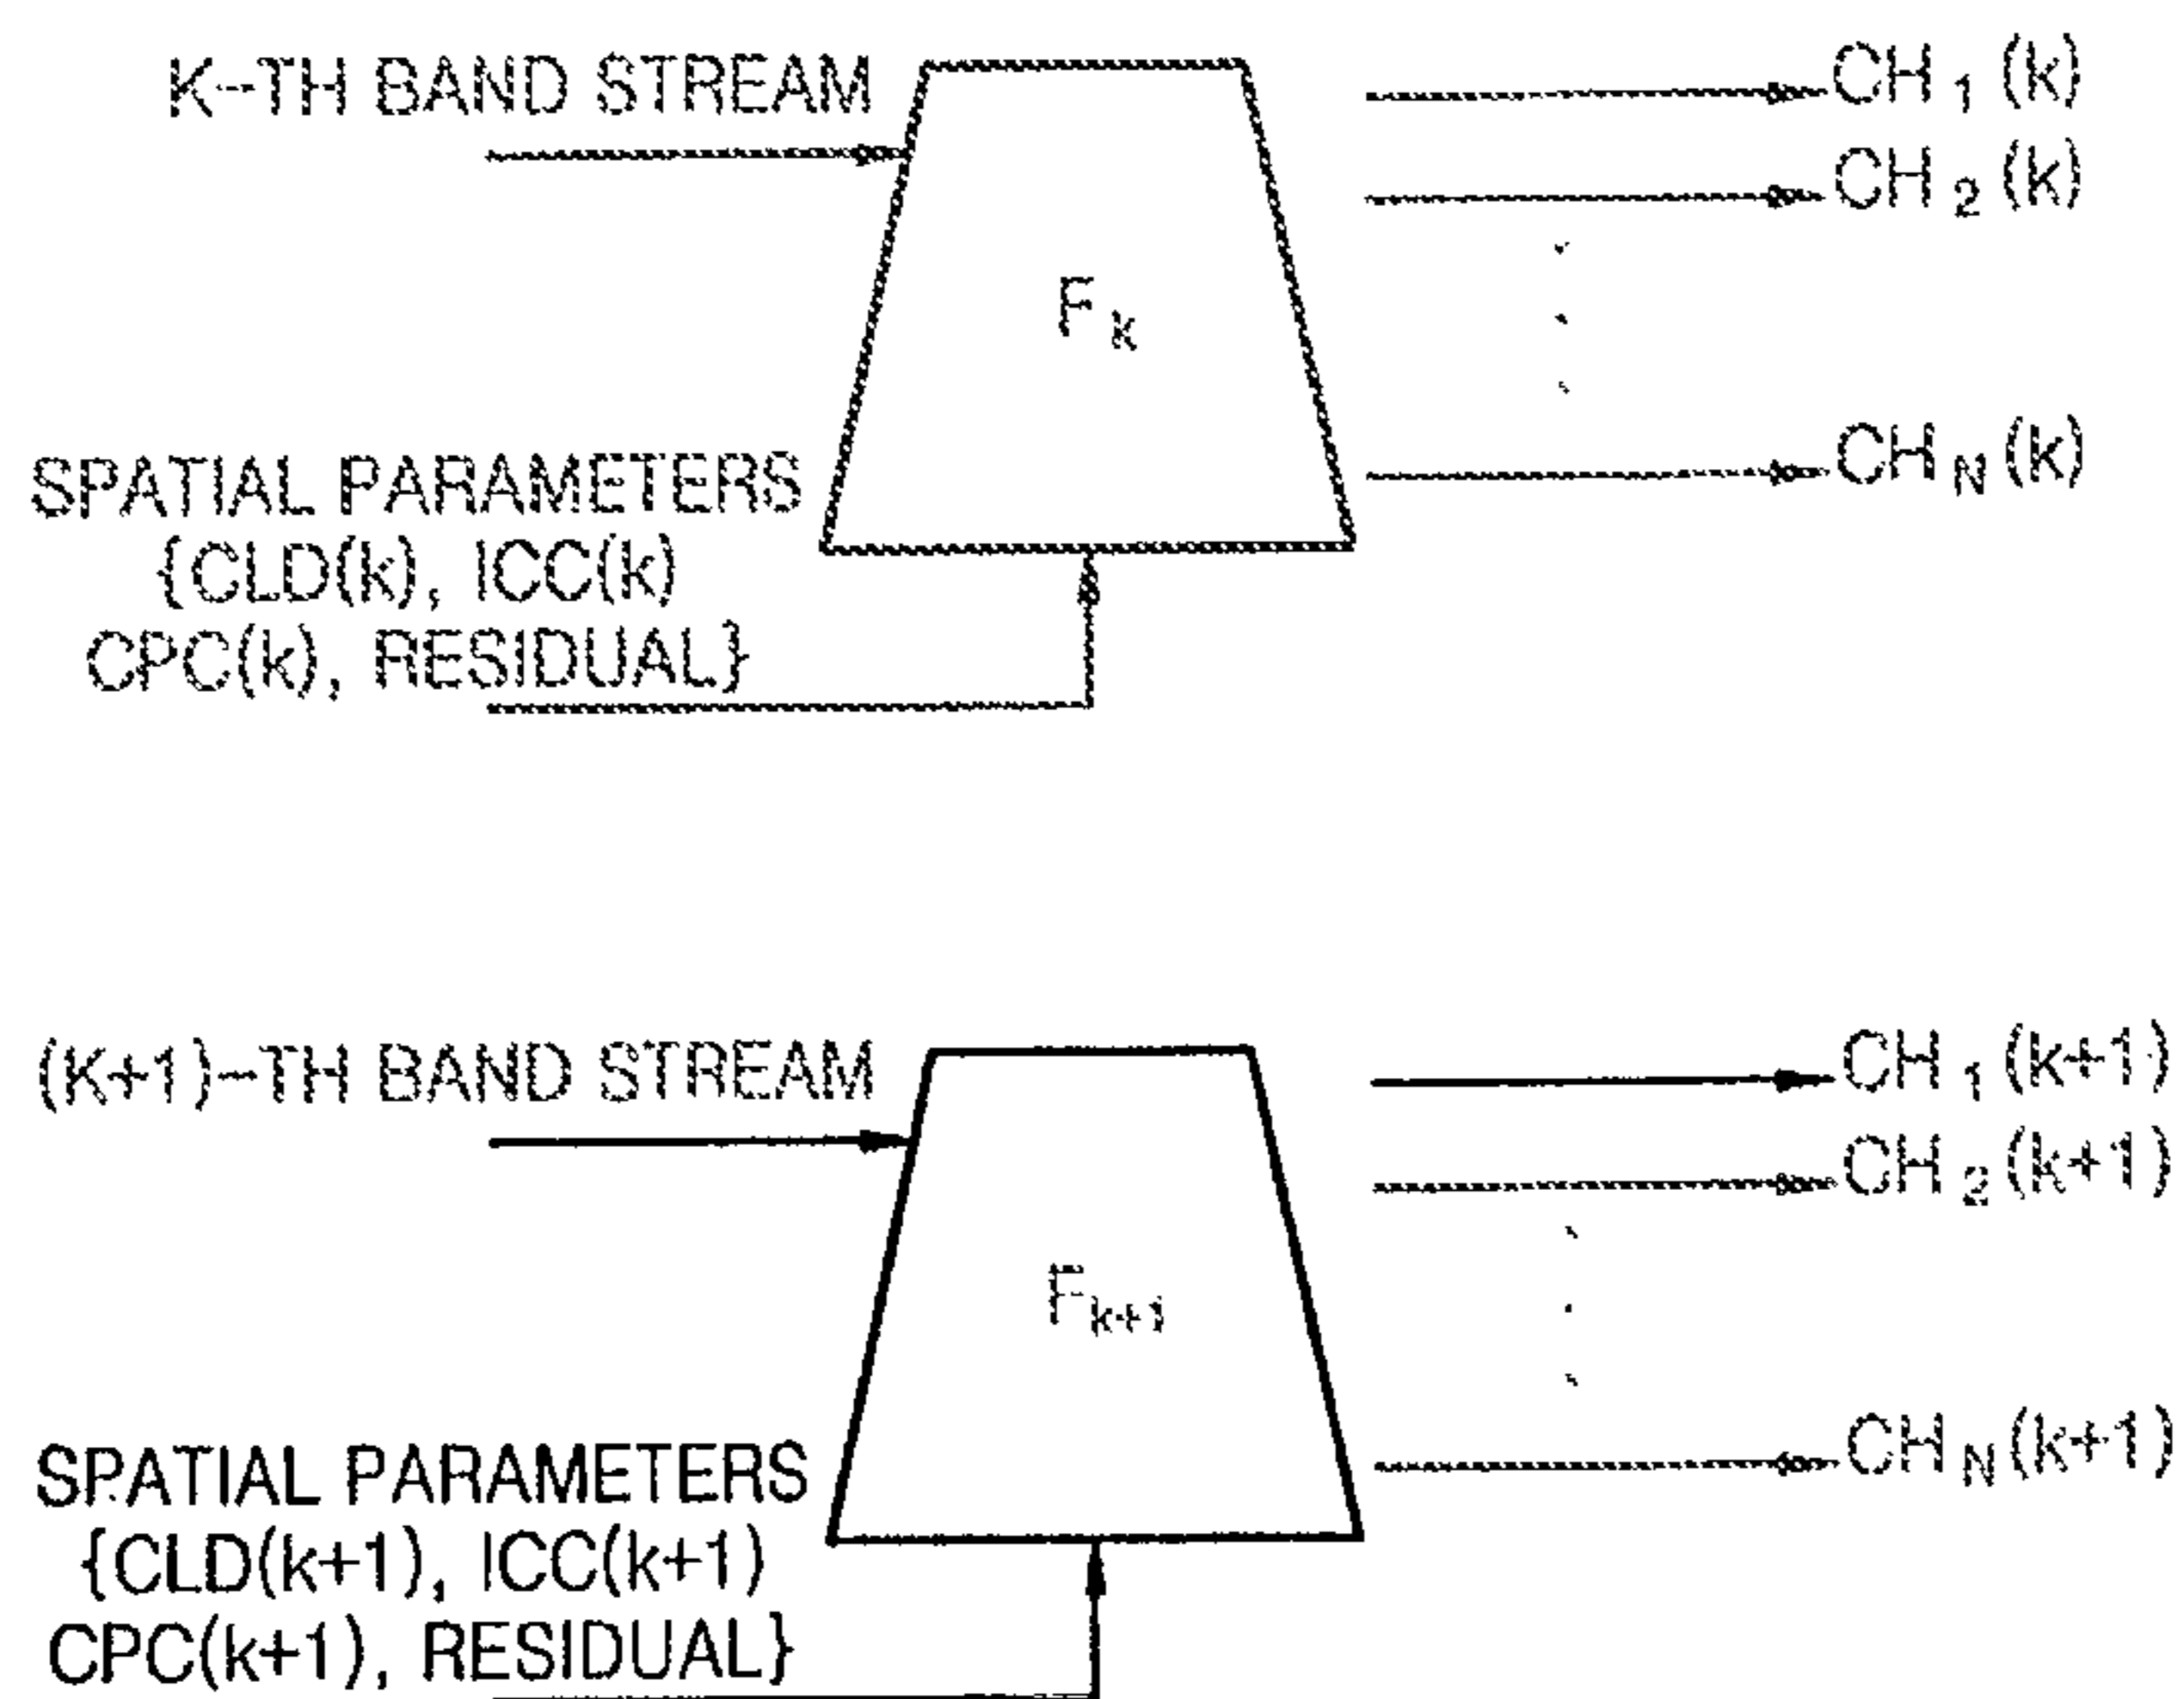 K-TH BAND STREAM
CH 1 (k)
CH 2 (k)
F k
CH N (k)
SPATIAL PARAMETERS
{CLD(k), ICC(k)
CPC(k), RESIDUAL}
(K+1)-TH BAND STREAM
CH 1 (k+1)
CH 2 (k+1)
F k+1
CH N (k+1)
SPATIAL PARAMETERS
{CLD(k+1), ICC(k+1)
CPC(k+1), RESIDUAL}